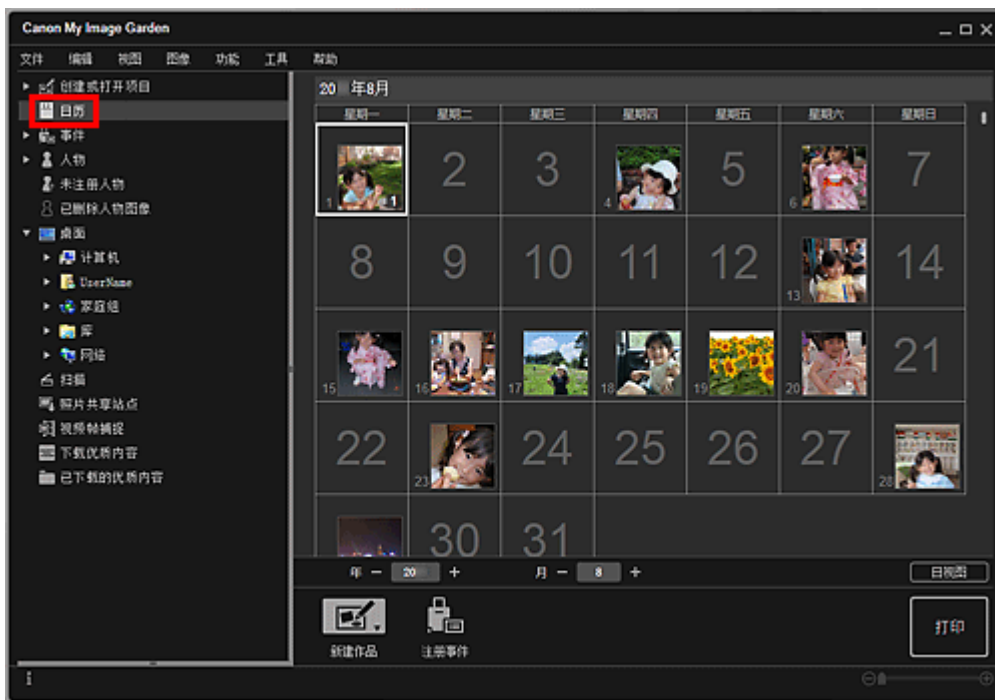 Canon My Image Garden
文件 编辑 视图 图像 功能 工具 帮助
创建或打开项目
日历
事件
人物
未注册人物
已删除人物图像
桌面
计算机
UserName
家庭组
库
网络
扫描
照片共享站点
视频帧捕捉
下载优质内容
已下载的优质内容
20 年8月
星期一 星期二 星期三 星期四 星期五 星期六 星期日
1 1 2 3 4 5 6 7
8 9 10 11 12 13 14
15 16 17 18 19 20 21
22 23 24 25 26 27 28
30 31
年 − 20 + 月 − 8 + 日视图
新建作品 注册事件 打印